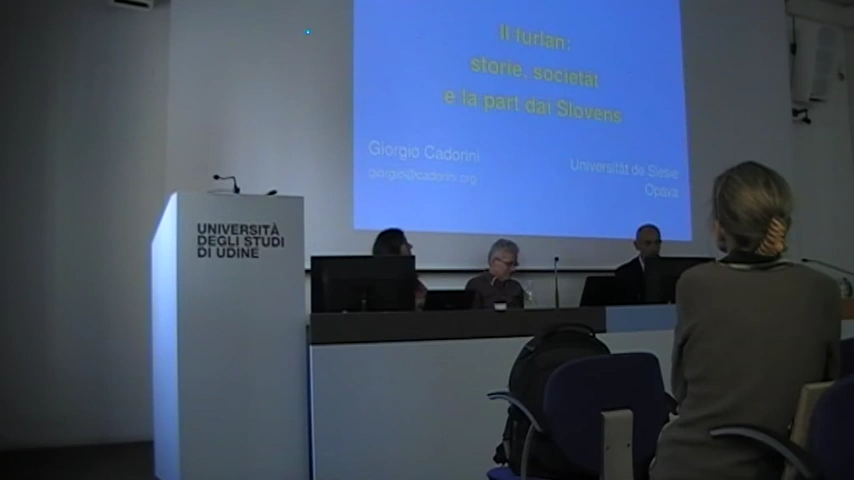 Il furlan:
storie, societât
e la part dai Slovens
Giorgio Cadorini
giorgio@cadorini.org
Universitât de Slesie
Opava
UNIVERSITÀ
DEGLI STUDI
DI UDINE